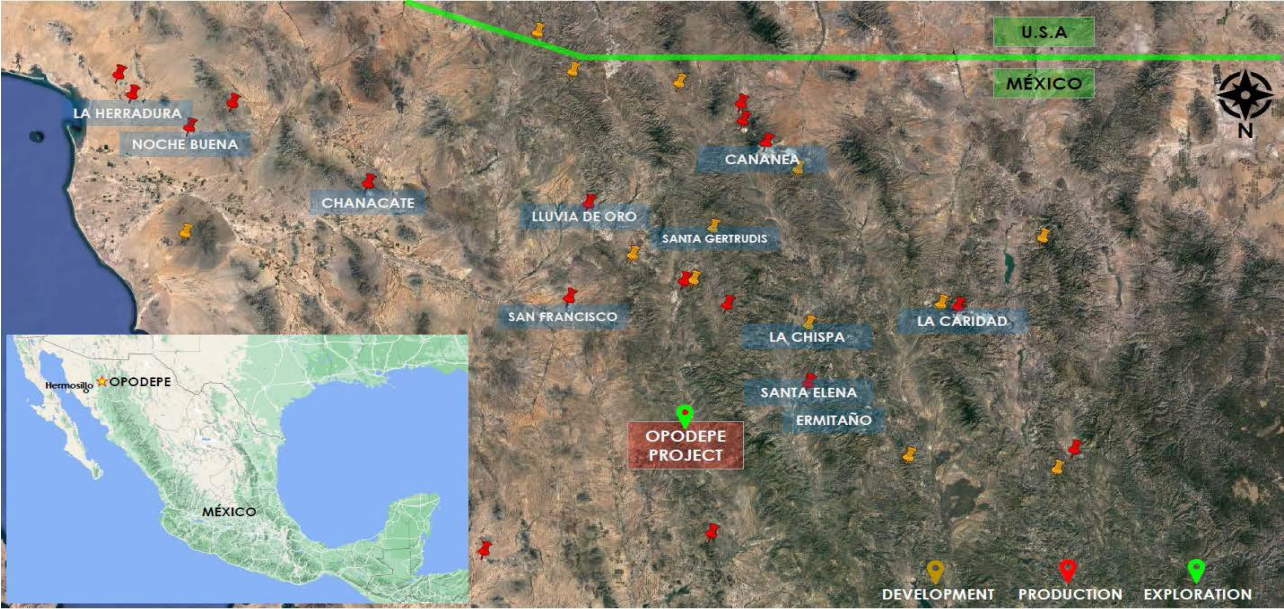 U.S.A
MÉXICO
N
LA HERRADURA
NOCHE BUENA
CANANEA
CHANACATE
LLUVIA DE ORO
SANTA GERTRUDIS
SAN FRANCISCO
LA CARIDAD
LA CHISPA
SANTA ELENA
ERMITAÑO
OPODEPE
PROJECT
Hermosillo
OPODEPE
MÉXICO
DEVELOPMENT
PRODUCTION
EXPLORATION